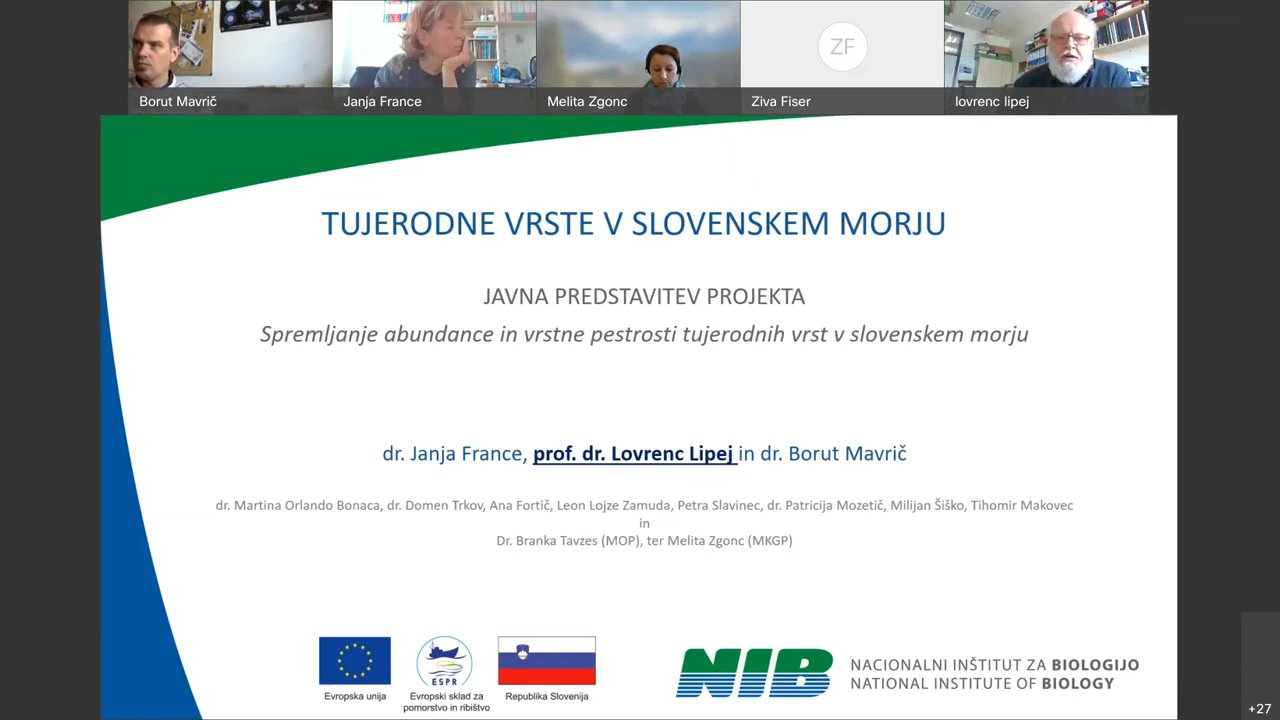 Borut Mavrič
Janja France
Melita Zgonc
ZF
Ziva Fiser
lovrenc lipej
TUJERODNE VRSTE V SLOVENSKEM MORJU
JAVNA PREDSTAVITEV PROJEKTA
Spremljanje abundance in vrstne pestrosti tujerodnih vrst v slovenskem morju
dr. Janja France, prof. dr. Lovrenc Lipej in dr. Borut Mavrič
dr. Martina Orlando Bonaca, dr. Domen Trkov, Ana Fortič, Leon Lojze Zamuda, Petra Slavinec, dr. Patricija Mozetič, Milijan Šiško, Tihomir Makovec
in
Dr. Branka Tavzes (MOP), ter Melita Zgonc (MKGP)
Evropska unija
ESPR
Evropski sklad za
pomorstvo in ribištvo
Republika Slovenija
NIB
NACIONALNI INŠTITUT ZA BIOLOGIJO
NATIONAL INSTITUTE OF BIOLOGY
+27